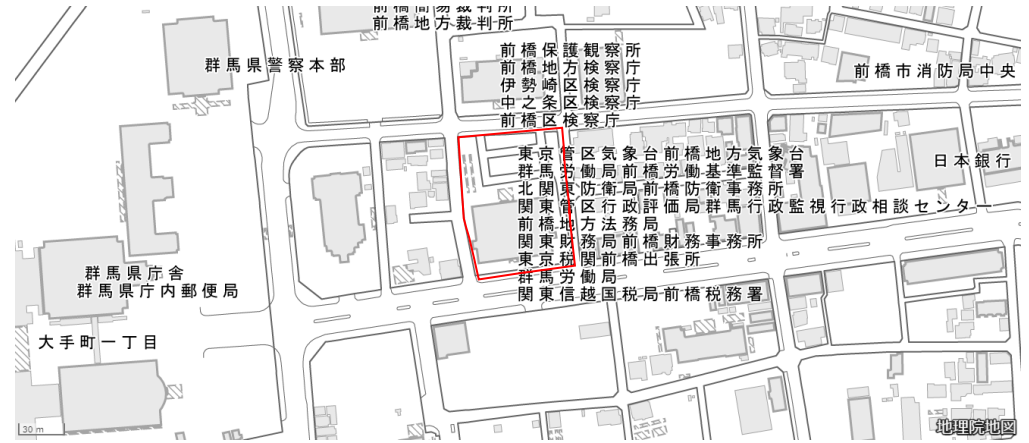 前橋簡易裁判所
前橋地方裁判所
群馬県警察本部
前橋保護観察所
前橋地方検察庁
伊勢崎区検察庁
中之条区検察庁
前橋区検察庁
前橋市消防局中央
東京管区気象台前橋地方気象台
群馬労働局前橋労働基準監督署
北関東防衛局前橋防衛事務所
関東管区行政評価局群馬行政監視行政相談センター
前橋地方法務局
関東財務局前橋財務事務所
東京税関前橋出張所
群馬労働局
関東信越国税局前橋税務署
日本銀行
群馬県庁舎
群馬県庁内郵便局
大手町一丁目
30 m
地理院地図